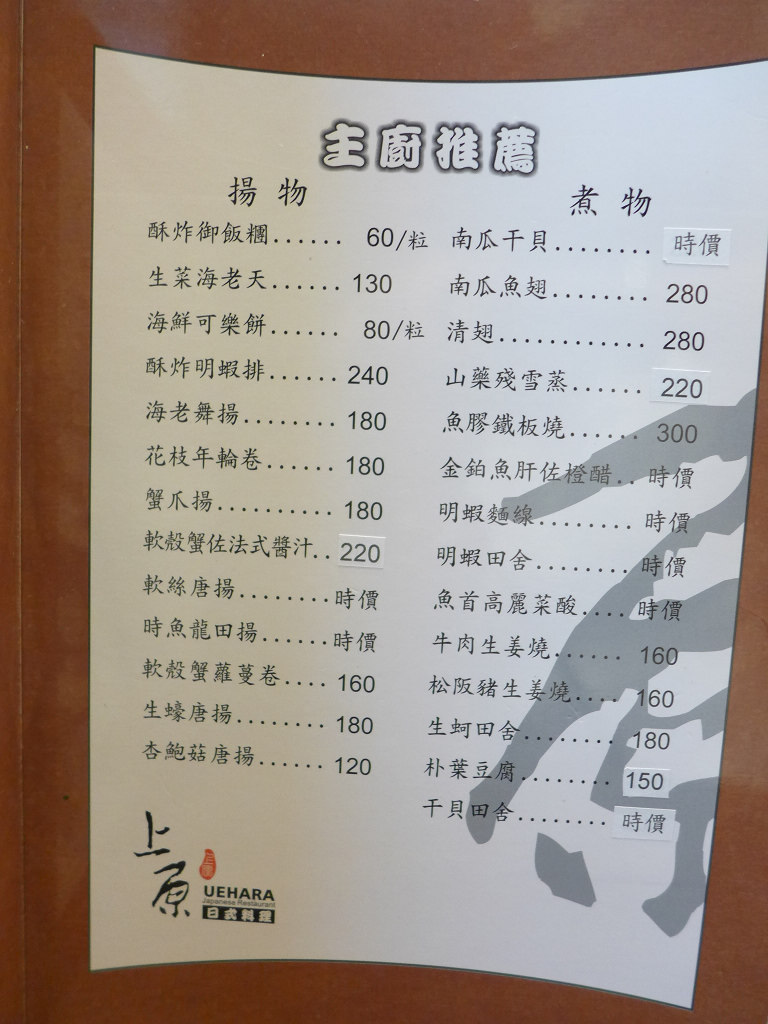 主廚推薦
揚物
酥炸御飯糰...... 60/粒
生菜海老天...... 130
海鮮可樂餅...... 80/粒
酥炸明蝦排...... 240
海老舞揚........ 180
花枝年輪卷...... 180
蟹爪揚.......... 180
軟殼蟹佐法式醬汁.. 220
軟絲唐揚........ 時價
時魚龍田揚...... 時價
軟殼蟹蘿蔓卷.... 160
生蠔唐揚........ 180
杏鮑菇唐揚...... 120
煮物
南瓜干貝........ 時價
南瓜魚翅........ 280
清翅............ 280
山藥殘雪蒸...... 220
魚膠鐵板燒...... 300
金鉑魚肝佐橙醋.. 時價
明蝦麵線........ 時價
明蝦田舍........ 時價
魚首高麗菜酸.... 時價
牛肉生姜燒...... 160
松阪豬生姜燒.... 160
生蚵田舍........ 180
朴葉豆腐........ 150
干貝田舍........ 時價
上原
UEHARA
Japanese Restaurant
日式料理